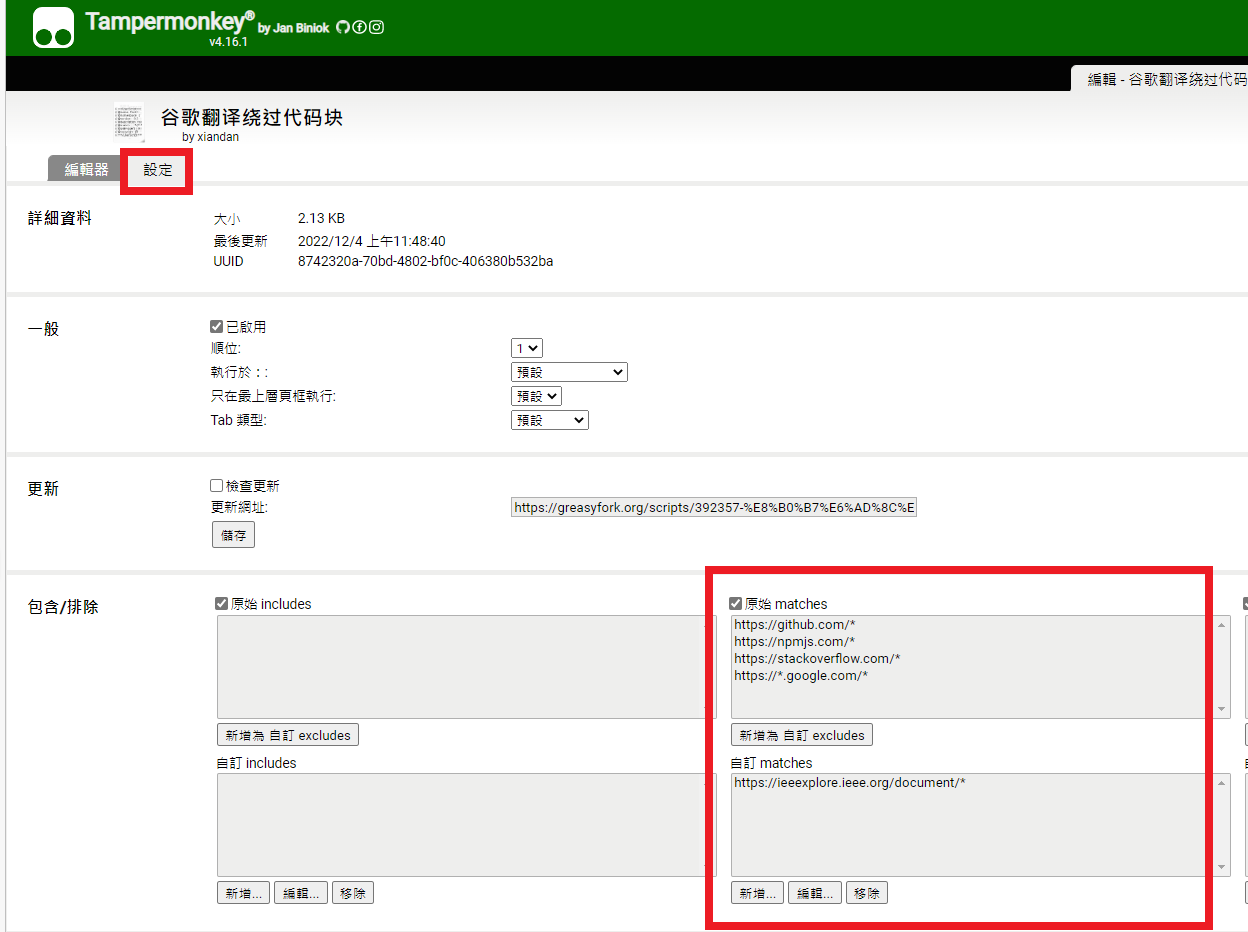 Tampermonkey® by Jan Biniok
v4.16.1
編輯 - 谷歌翻译绕过代码
谷歌翻译绕过代码块
by xiandan
編輯器 設定
詳細資料
大小 2.13 KB
最後更新 2022/12/4 上午11:48:40
UUID 8742320a-70bd-4802-bf0c-406380b532ba
一般
已啟用
順位: 1
執行於：: 預設
只在最上層頁框執行: 預設
Tab 類型: 預設
更新
檢查更新
更新網址: https://greasyfork.org/scripts/392357-%E8%B0%B7%E6%AD%8C%E
儲存
包含/排除
原始 includes
新增為 自訂 excludes
自訂 includes
新增... 編輯... 移除
原始 matches
https://github.com/*
https://npmjs.com/*
https://stackoverflow.com/*
https://*.google.com/*
新增為 自訂 excludes
自訂 matches
https://ieeexplore.ieee.org/document/*
新增... 編輯... 移除